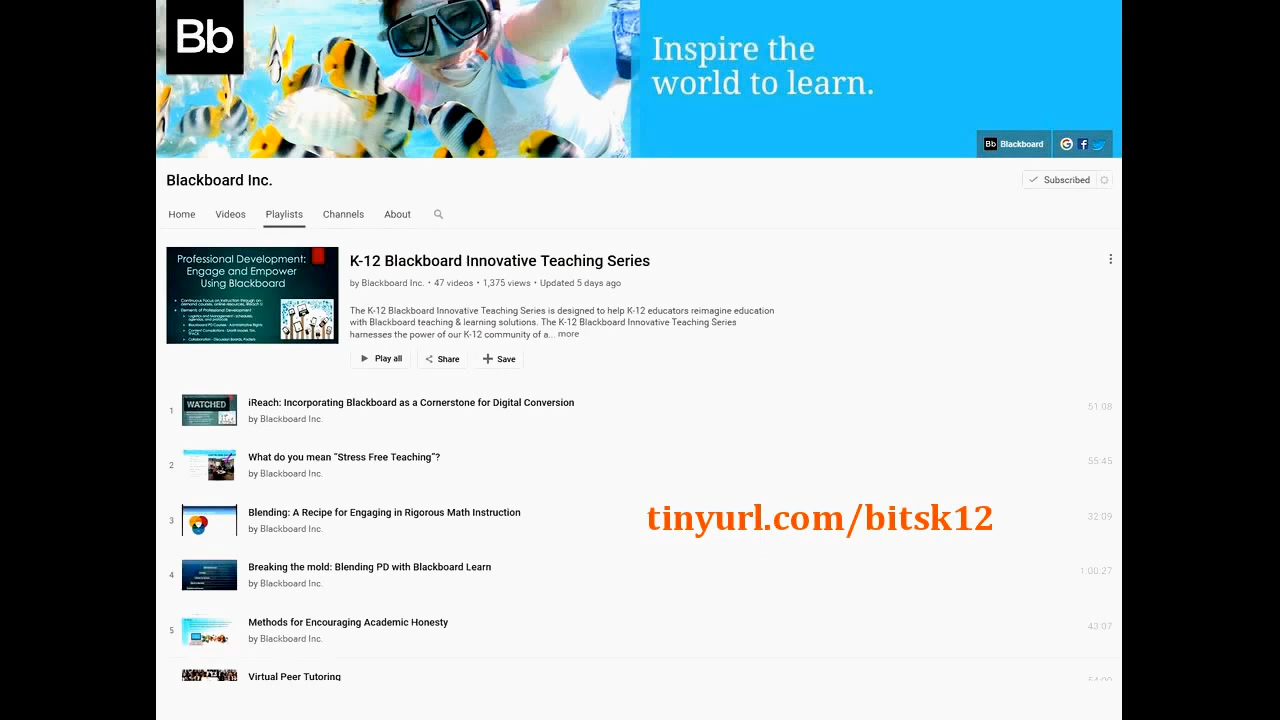 Bb
Inspire the
world to learn.
Bb Blackboard
Blackboard Inc.
Subscribed
Home Videos Playlists Channels About
Professional Development:
Engage and Empower
Using Blackboard
K-12 Blackboard Innovative Teaching Series
by Blackboard Inc. • 47 videos • 1,375 views • Updated 5 days ago
The K-12 Blackboard Innovative Teaching Series is designed to help K-12 educators reimagine education
with Blackboard teaching & learning solutions. The K-12 Blackboard Innovative Teaching Series
harnesses the power of our K-12 community of a... more
Play all Share Save
1 WATCHED iReach: Incorporating Blackboard as a Cornerstone for Digital Conversion 51:08
by Blackboard Inc.
2 What do you mean "Stress Free Teaching"? 55:45
by Blackboard Inc.
3 Blending: A Recipe for Engaging in Rigorous Math Instruction 32:09
by Blackboard Inc.
tinyurl.com/bitsk12
4 Breaking the mold: Blending PD with Blackboard Learn 1:00:27
by Blackboard Inc.
5 Methods for Encouraging Academic Honesty 43:07
by Blackboard Inc.
Virtual Peer Tutoring